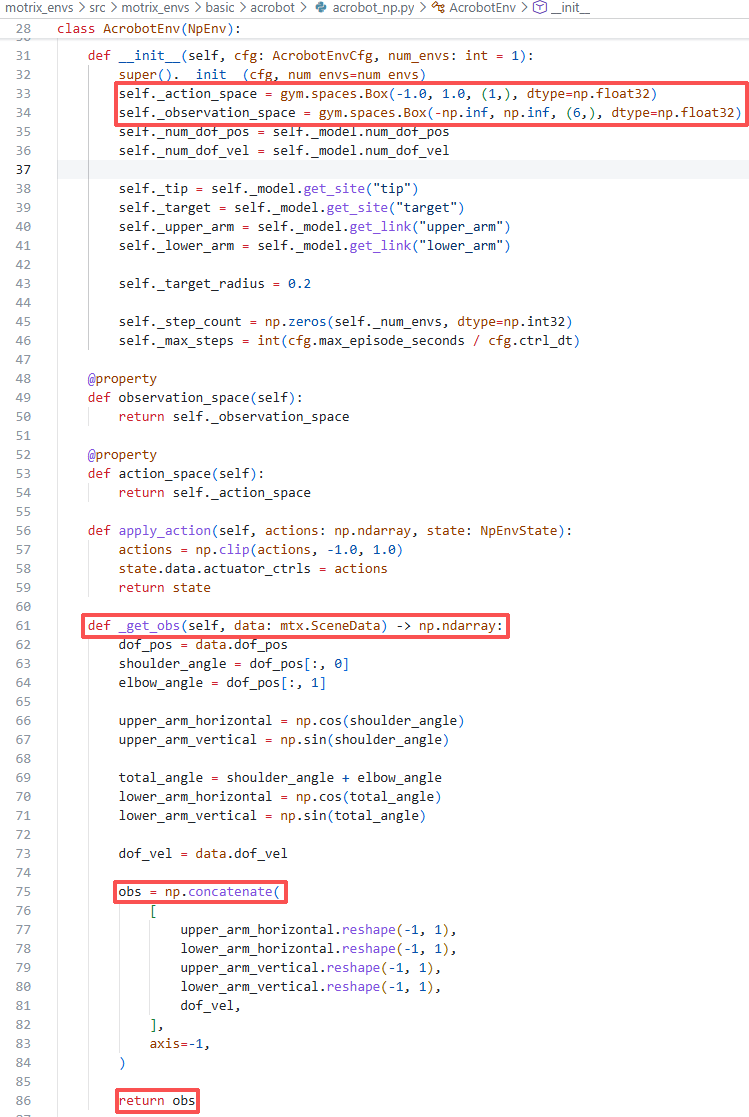 motrix_envs > src > motrix_envs > basic > acrobot > acrobot_np.py > AcrobotEnv > __init__
28 class AcrobotEnv(NpEnv):
31 def __init__(self, cfg: AcrobotEnvCfg, num_envs: int = 1):
32 super().__init__(cfg, num_envs=num_envs)
33 self._action_space = gym.spaces.Box(-1.0, 1.0, (1,), dtype=np.float32)
34 self._observation_space = gym.spaces.Box(-np.inf, np.inf, (6,), dtype=np.float32)
35 self._num_dof_pos = self._model.num_dof_pos
36 self._num_dof_vel = self._model.num_dof_vel
37
38 self._tip = self._model.get_site("tip")
39 self._target = self._model.get_site("target")
40 self._upper_arm = self._model.get_link("upper_arm")
41 self._lower_arm = self._model.get_link("lower_arm")
42
43 self._target_radius = 0.2
44
45 self._step_count = np.zeros(self._num_envs, dtype=np.int32)
46 self._max_steps = int(cfg.max_episode_seconds / cfg.ctrl_dt)
47
48 @property
49 def observation_space(self):
50 return self._observation_space
51
52 @property
53 def action_space(self):
54 return self._action_space
55
56 def apply_action(self, actions: np.ndarray, state: NpEnvState):
57 actions = np.clip(actions, -1.0, 1.0)
58 state.data.actuator_ctrls = actions
59 return state
60
61 def _get_obs(self, data: mtx.SceneData) -> np.ndarray:
62 dof_pos = data.dof_pos
63 shoulder_angle = dof_pos[:, 0]
64 elbow_angle = dof_pos[:, 1]
65
66 upper_arm_horizontal = np.cos(shoulder_angle)
67 upper_arm_vertical = np.sin(shoulder_angle)
68
69 total_angle = shoulder_angle + elbow_angle
70 lower_arm_horizontal = np.cos(total_angle)
71 lower_arm_vertical = np.sin(total_angle)
72
73 dof_vel = data.dof_vel
74
75 obs = np.concatenate(
76 [
77 upper_arm_horizontal.reshape(-1, 1),
78 lower_arm_horizontal.reshape(-1, 1),
79 upper_arm_vertical.reshape(-1, 1),
80 lower_arm_vertical.reshape(-1, 1),
81 dof_vel,
82 ],
83 axis=-1,
84 )
85
86 return obs